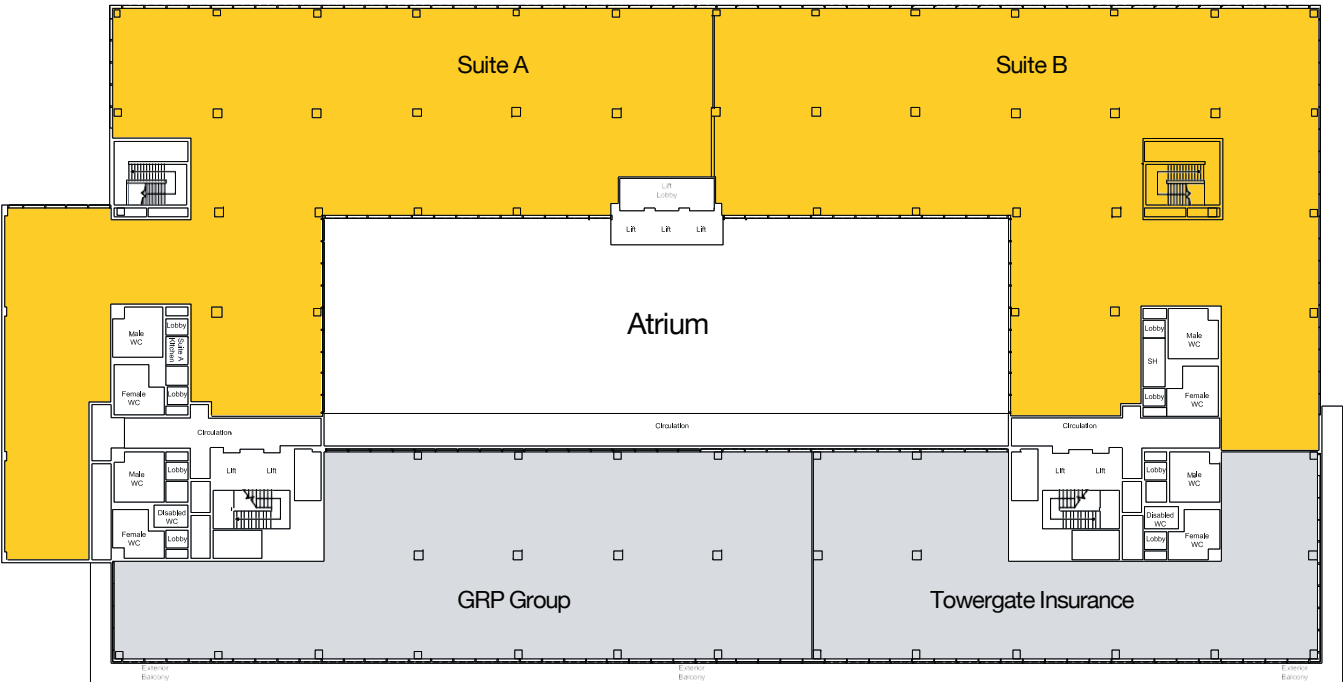 Suite A
Suite B
Lift
Lobby
Lift
Lift
Lift
Atrium
Male
WC
Lobby
Suite A
Kitchen
Female
WC
Lobby
Lobby
Male
WC
SH
Lobby
Female
WC
Circulation
Circulation
Circulation
Male
WC
Lobby
Lift
Lift
Disabled
WC
Female
WC
Lobby
Lift
Lift
Lobby
Male
WC
Disabled
WC
Lobby
Female
WC
GRP Group
Towergate Insurance
Exterior
Balcony
Exterior
Balcony
Exterior
Balcony